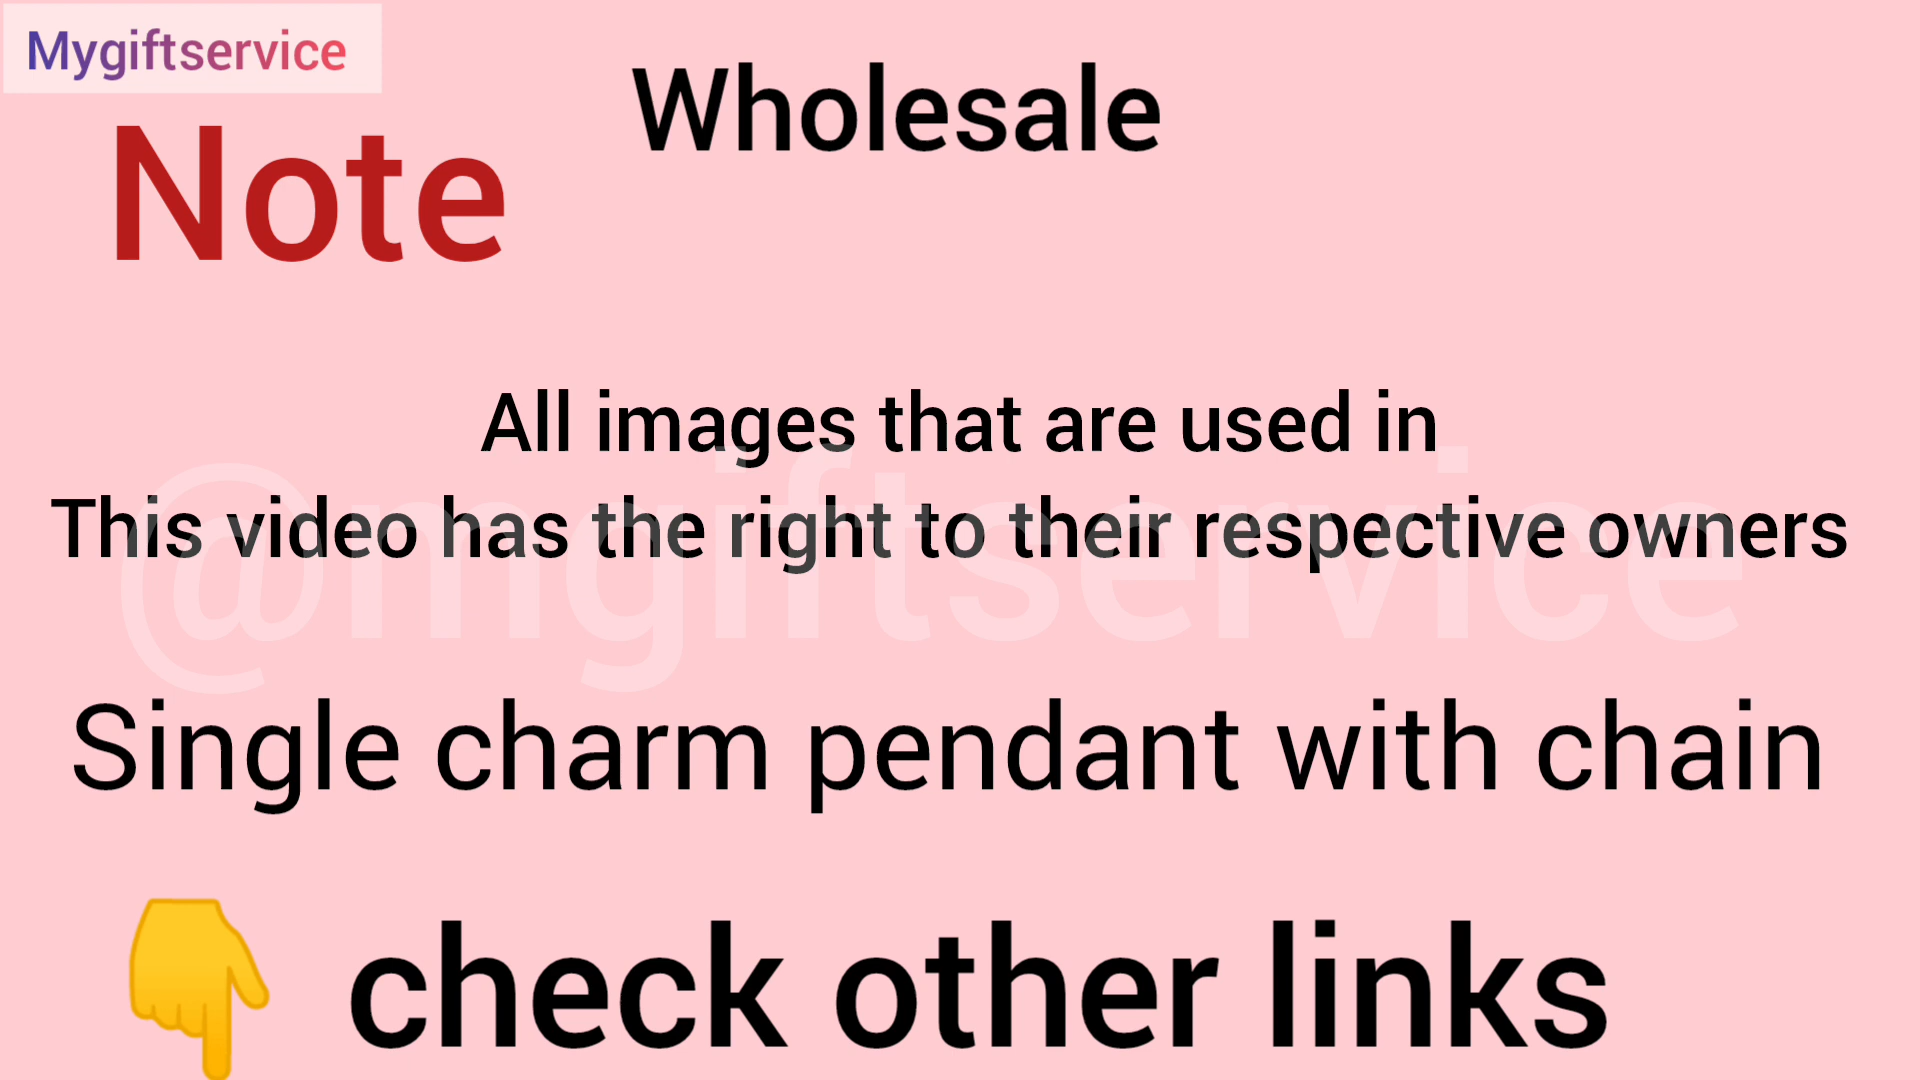 Mygiftservice
Wholesale
Note
All images that are used in
This video has the right to their respective owners
@mgiftservice
Single charm pendant with chain
check other links